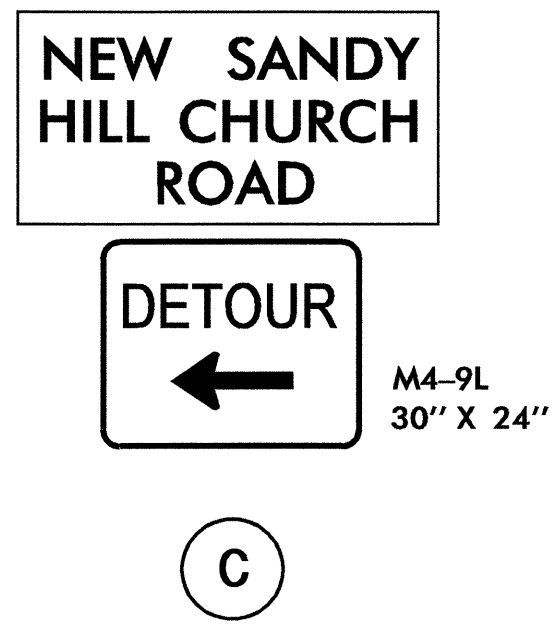 NEW SANDY
HILL CHURCH
ROAD
DETOUR
M4-9L
30" X 24"
C